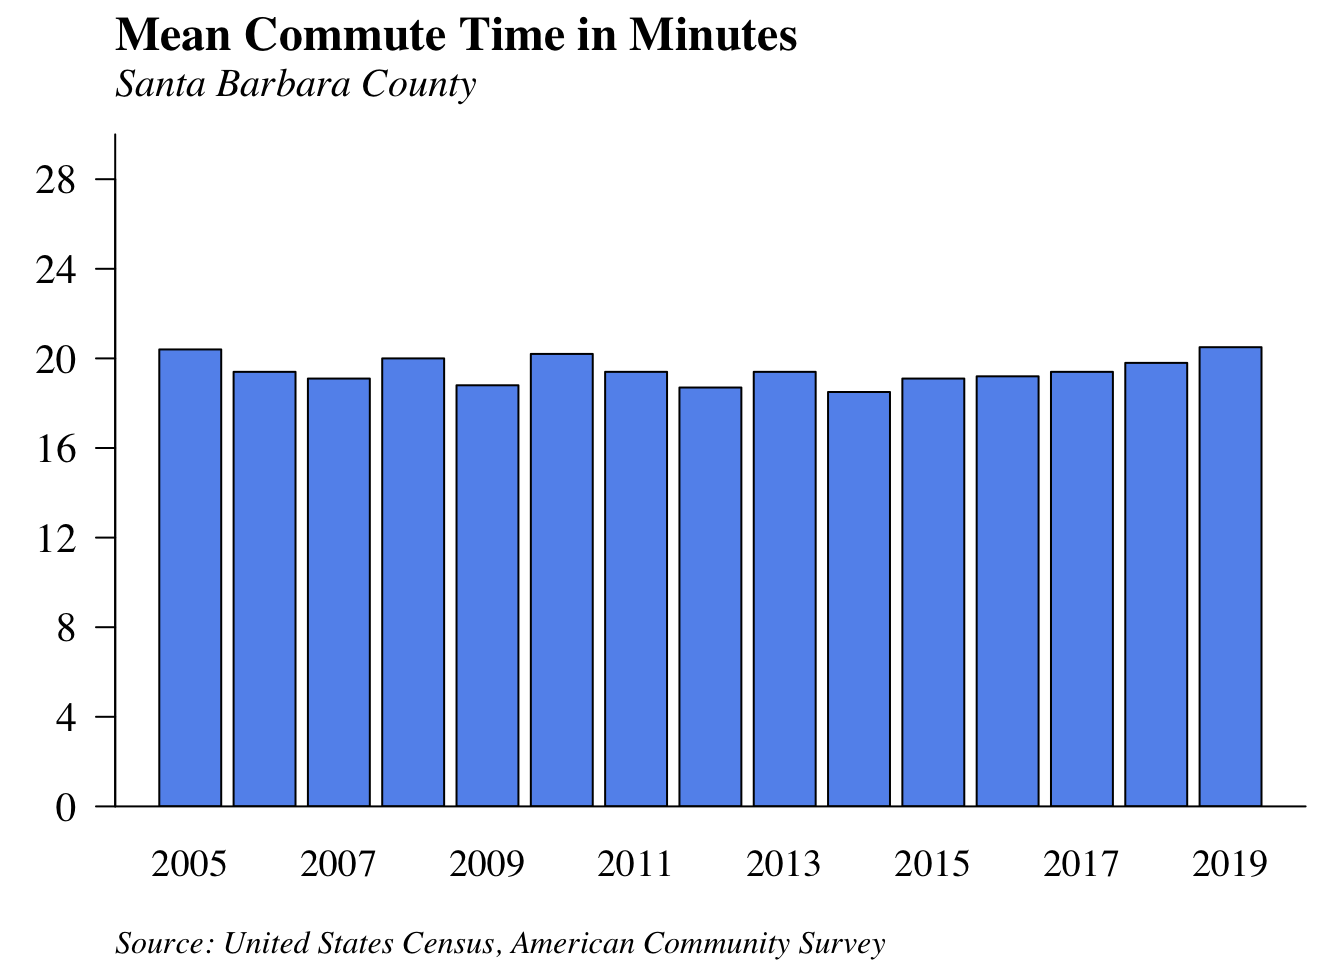 Mean Commute Time in Minutes
Santa Barbara County
28
24
20
16
12
8
4
0
2005 2007 2009 2011 2013 2015 2017 2019
Source: United States Census, American Community Survey